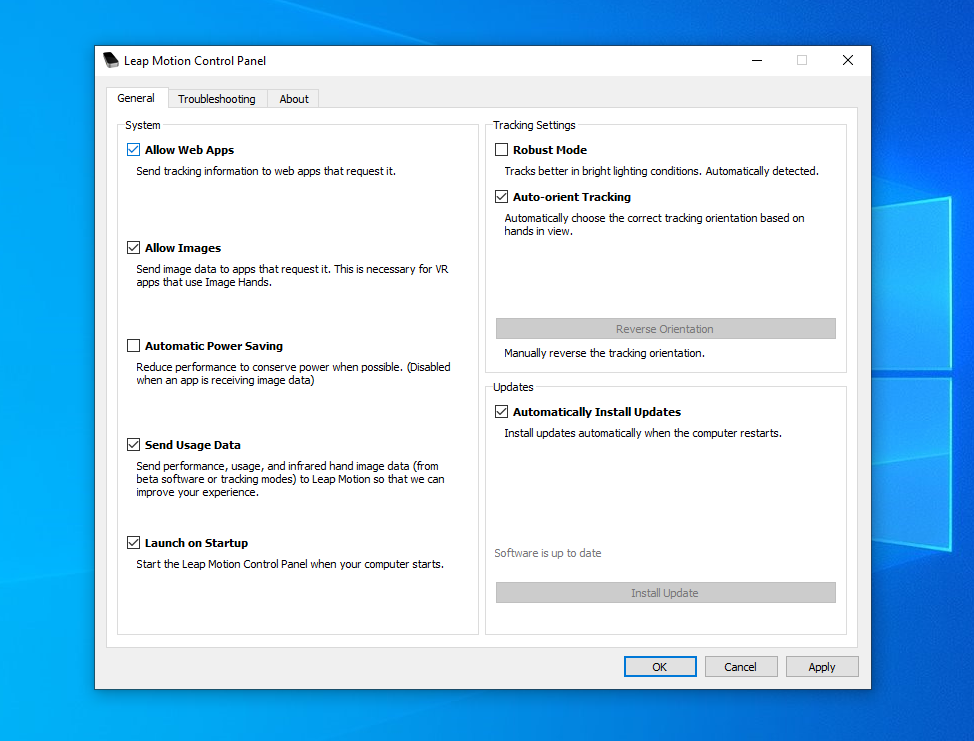 Leap Motion Control Panel
General
Troubleshooting
About
System
Allow Web Apps
Send tracking information to web apps that request it.
Allow Images
Send image data to apps that request it. This is necessary for VR
apps that use Image Hands.
Automatic Power Saving
Reduce performance to conserve power when possible. (Disabled
when an app is receiving image data)
Send Usage Data
Send performance, usage, and infrared hand image data (from
beta software or tracking modes) to Leap Motion so that we can
improve your experience.
Launch on Startup
Start the Leap Motion Control Panel when your computer starts.
Tracking Settings
Robust Mode
Tracks better in bright lighting conditions. Automatically detected.
Auto-orient Tracking
Automatically choose the correct tracking orientation based on
hands in view.
Reverse Orientation
Manually reverse the tracking orientation.
Updates
Automatically Install Updates
Install updates automatically when the computer restarts.
Software is up to date
Install Update
OK
Cancel
Apply